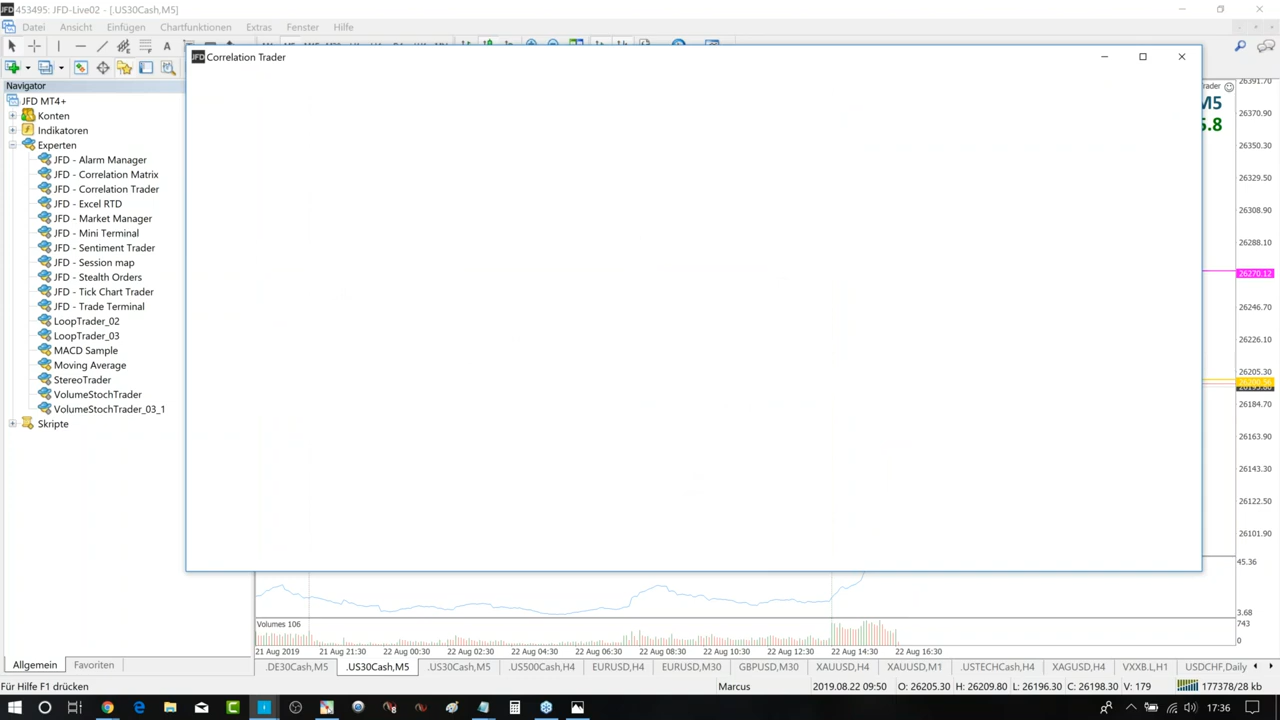 453495: JFD-Live02 - [.US30Cash,M5]
Datei Ansicht Einfügen Chartfunktionen Extras Fenster Hilfe
JFD Correlation Trader
Navigator
JFD MT4+
Konten
Indikatoren
Experten
JFD - Alarm Manager
JFD - Correlation Matrix
JFD - Correlation Trader
JFD - Excel RTD
JFD - Market Manager
JFD - Mini Terminal
JFD - Sentiment Trader
JFD - Session map
JFD - Stealth Orders
JFD - Tick Chart Trader
JFD - Trade Terminal
LoopTrader_02
LoopTrader_03
MACD Sample
Moving Average
StereoTrader
VolumeStochTrader
VolumeStochTrader_03_1
Skripte
Allgemein Favoriten
rader
M5
5.8
26391.70
26370.90
26350.30
26329.50
26308.90
26288.10
26270.12
26246.70
26226.10
26205.30
26200.56
26184.70
26163.90
26143.30
26122.50
26101.90
45.36
3.68
743
0
Volumes 106
21 Aug 2019 21 Aug 21:30 22 Aug 00:30 22 Aug 02:30 22 Aug 04:30 22 Aug 06:30 22 Aug 08:30 22 Aug 10:30 22 Aug 12:30 22 Aug 14:30 22 Aug 16:30
.DE30Cash,M5 .US30Cash,M5 .US30Cash,M5 .US500Cash,H4 EURUSD,H4 EURUSD,M30 GBPUSD,M30 XAUUSD,H4 XAUUSD,M1 .USTECHCash,H4 XAGUSD,H4 VXXB.L,H1 USDCHF,Daily
Für Hilfe F1 drücken Marcus 2019.08.22 09:50 O: 26205.30 H: 26209.80 L: 26196.30 C: 26198.30 V: 179 177378/28 kb
17:36